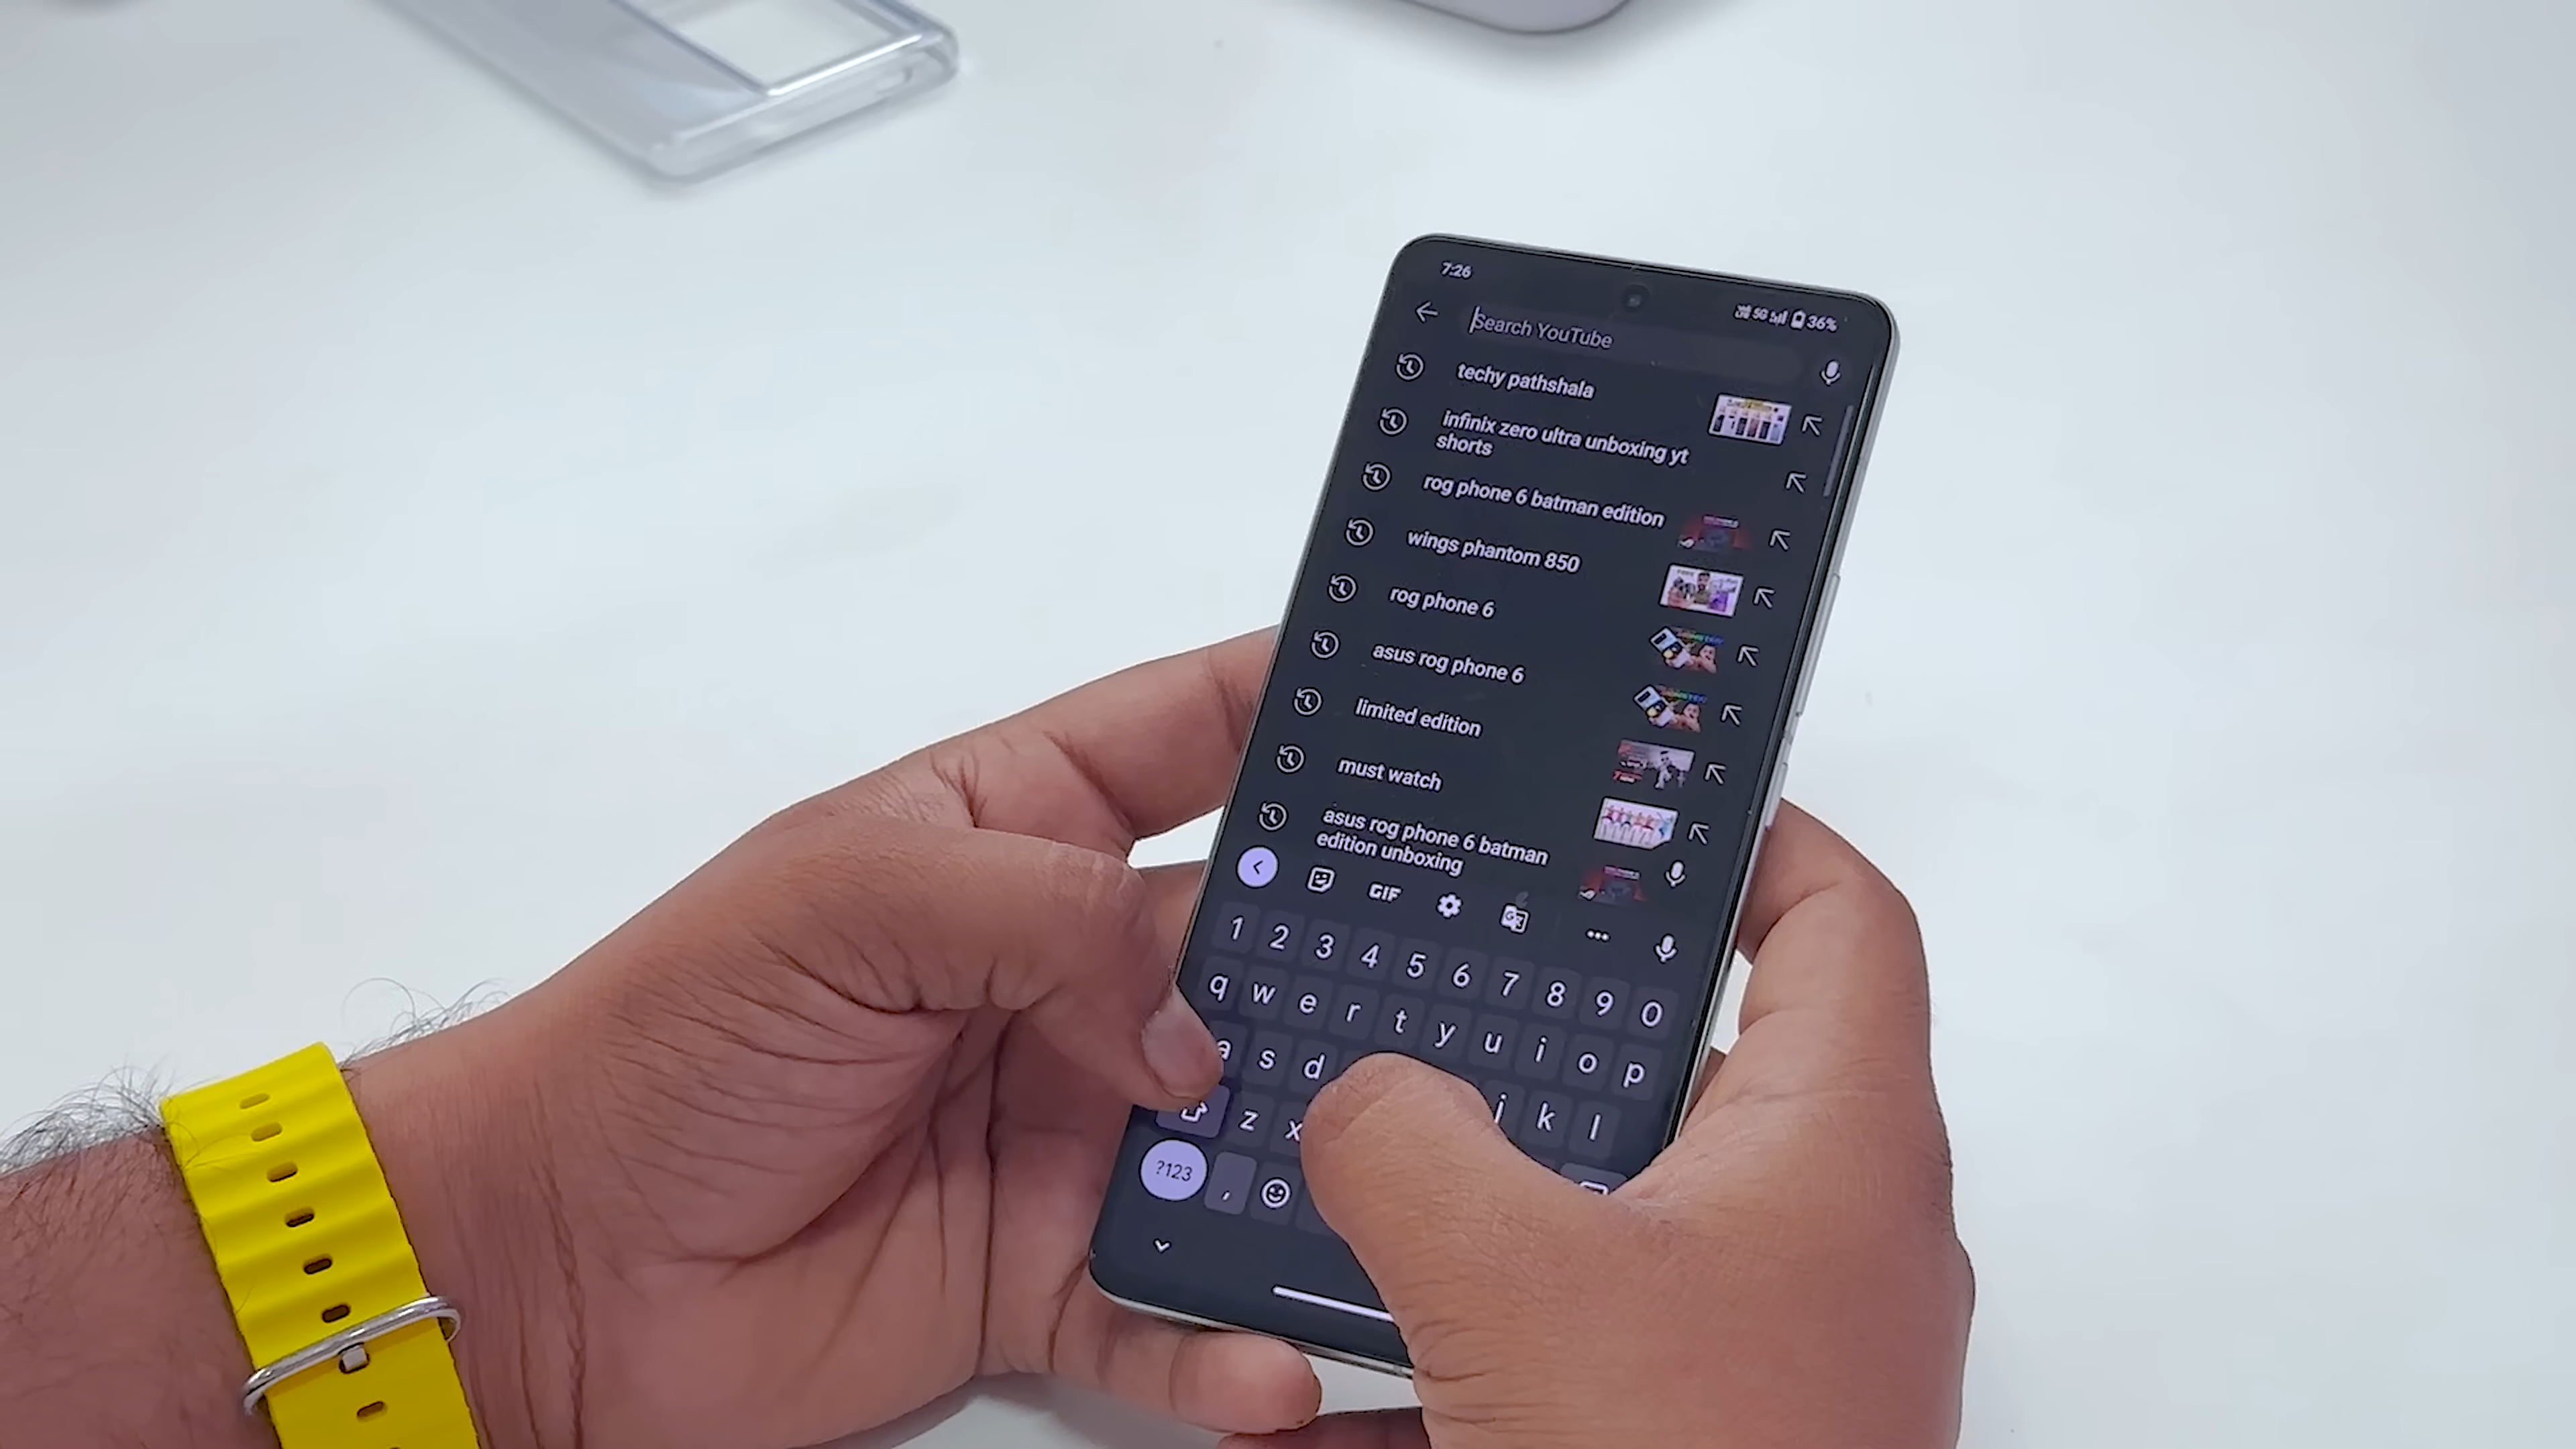 7:26
5G 36%
Search YouTube
techy pathshala
infinix zero ultra unboxing yt
shorts
rog phone 6 batman edition
wings phantom 850
rog phone 6
asus rog phone 6
limited edition
must watch
asus rog phone 6 batman
edition unboxing
GIF
1 2 3 4 5 6 7 8 9 0
q w e r t y u i o p
a s d j k l
z x
?123 ,